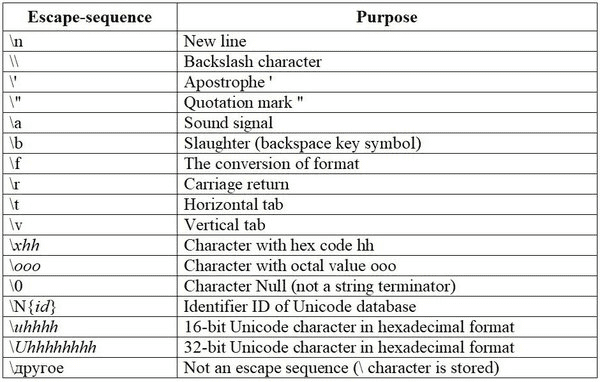 Escape-sequence Purpose
\n New line
\\ Backslash character
\' Apostrophe '
\" Quotation mark "
\a Sound signal
\b Slaughter (backspace key symbol)
\f The conversion of format
\r Carriage return
\t Horizontal tab
\v Vertical tab
\xhh Character with hex code hh
\ooo Character with octal value ooo
\0 Character Null (not a string terminator)
\N{id} Identifier ID of Unicode database
\uhhhh 16-bit Unicode character in hexadecimal format
\Uhhhhhhhh 32-bit Unicode character in hexadecimal format
\другое Not an escape sequence (\ character is stored)